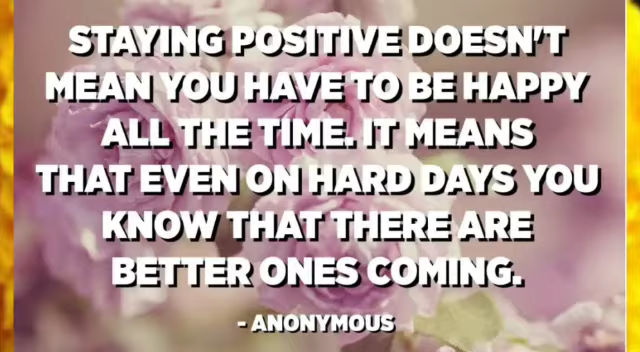 STAYING POSITIVE DOESN'T
MEAN YOU HAVE TO BE HAPPY
ALL THE TIME. IT MEANS
THAT EVEN ON HARD DAYS YOU
KNOW THAT THERE ARE
BETTER ONES COMING.
- ANONYMOUS